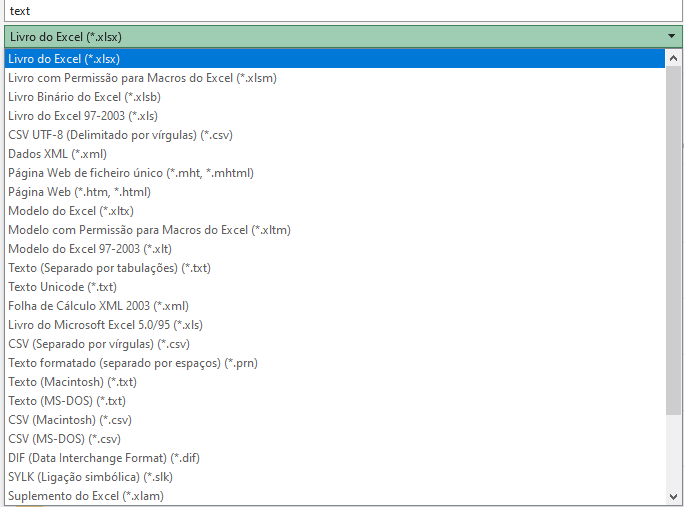 text
Livro do Excel (*.xlsx)
Livro do Excel (*.xlsx)
Livro com Permissão para Macros do Excel (*.xlsm)
Livro Binário do Excel (*.xlsb)
Livro do Excel 97-2003 (*.xls)
CSV UTF-8 (Delimitado por vírgulas) (*.csv)
Dados XML (*.xml)
Página Web de ficheiro único (*.mht, *.mhtml)
Página Web (*.htm, *.html)
Modelo do Excel (*.xltx)
Modelo com Permissão para Macros do Excel (*.xltm)
Modelo do Excel 97-2003 (*.xlt)
Texto (Separado por tabulações) (*.txt)
Texto Unicode (*.txt)
Folha de Cálculo XML 2003 (*.xml)
Livro do Microsoft Excel 5.0/95 (*.xls)
CSV (Separado por vírgulas) (*.csv)
Texto formatado (separado por espaços) (*.prn)
Texto (Macintosh) (*.txt)
Texto (MS-DOS) (*.txt)
CSV (Macintosh) (*.csv)
CSV (MS-DOS) (*.csv)
DIF (Data Interchange Format) (*.dif)
SYLK (Ligação simbólica) (*.slk)
Suplemento do Excel (*.xlam)